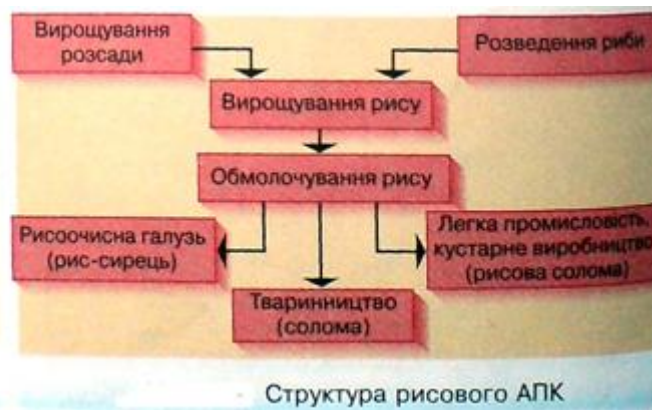 Вирощування
розсади
Розведення риби
Вирощування рису
Обмолочування рису
Рисоочисна галузь
(рис-сирець)
Легка промисловість,
кустарне виробництво
(рисова солома)
Тваринництво
(солома)
Структура рисового АПК